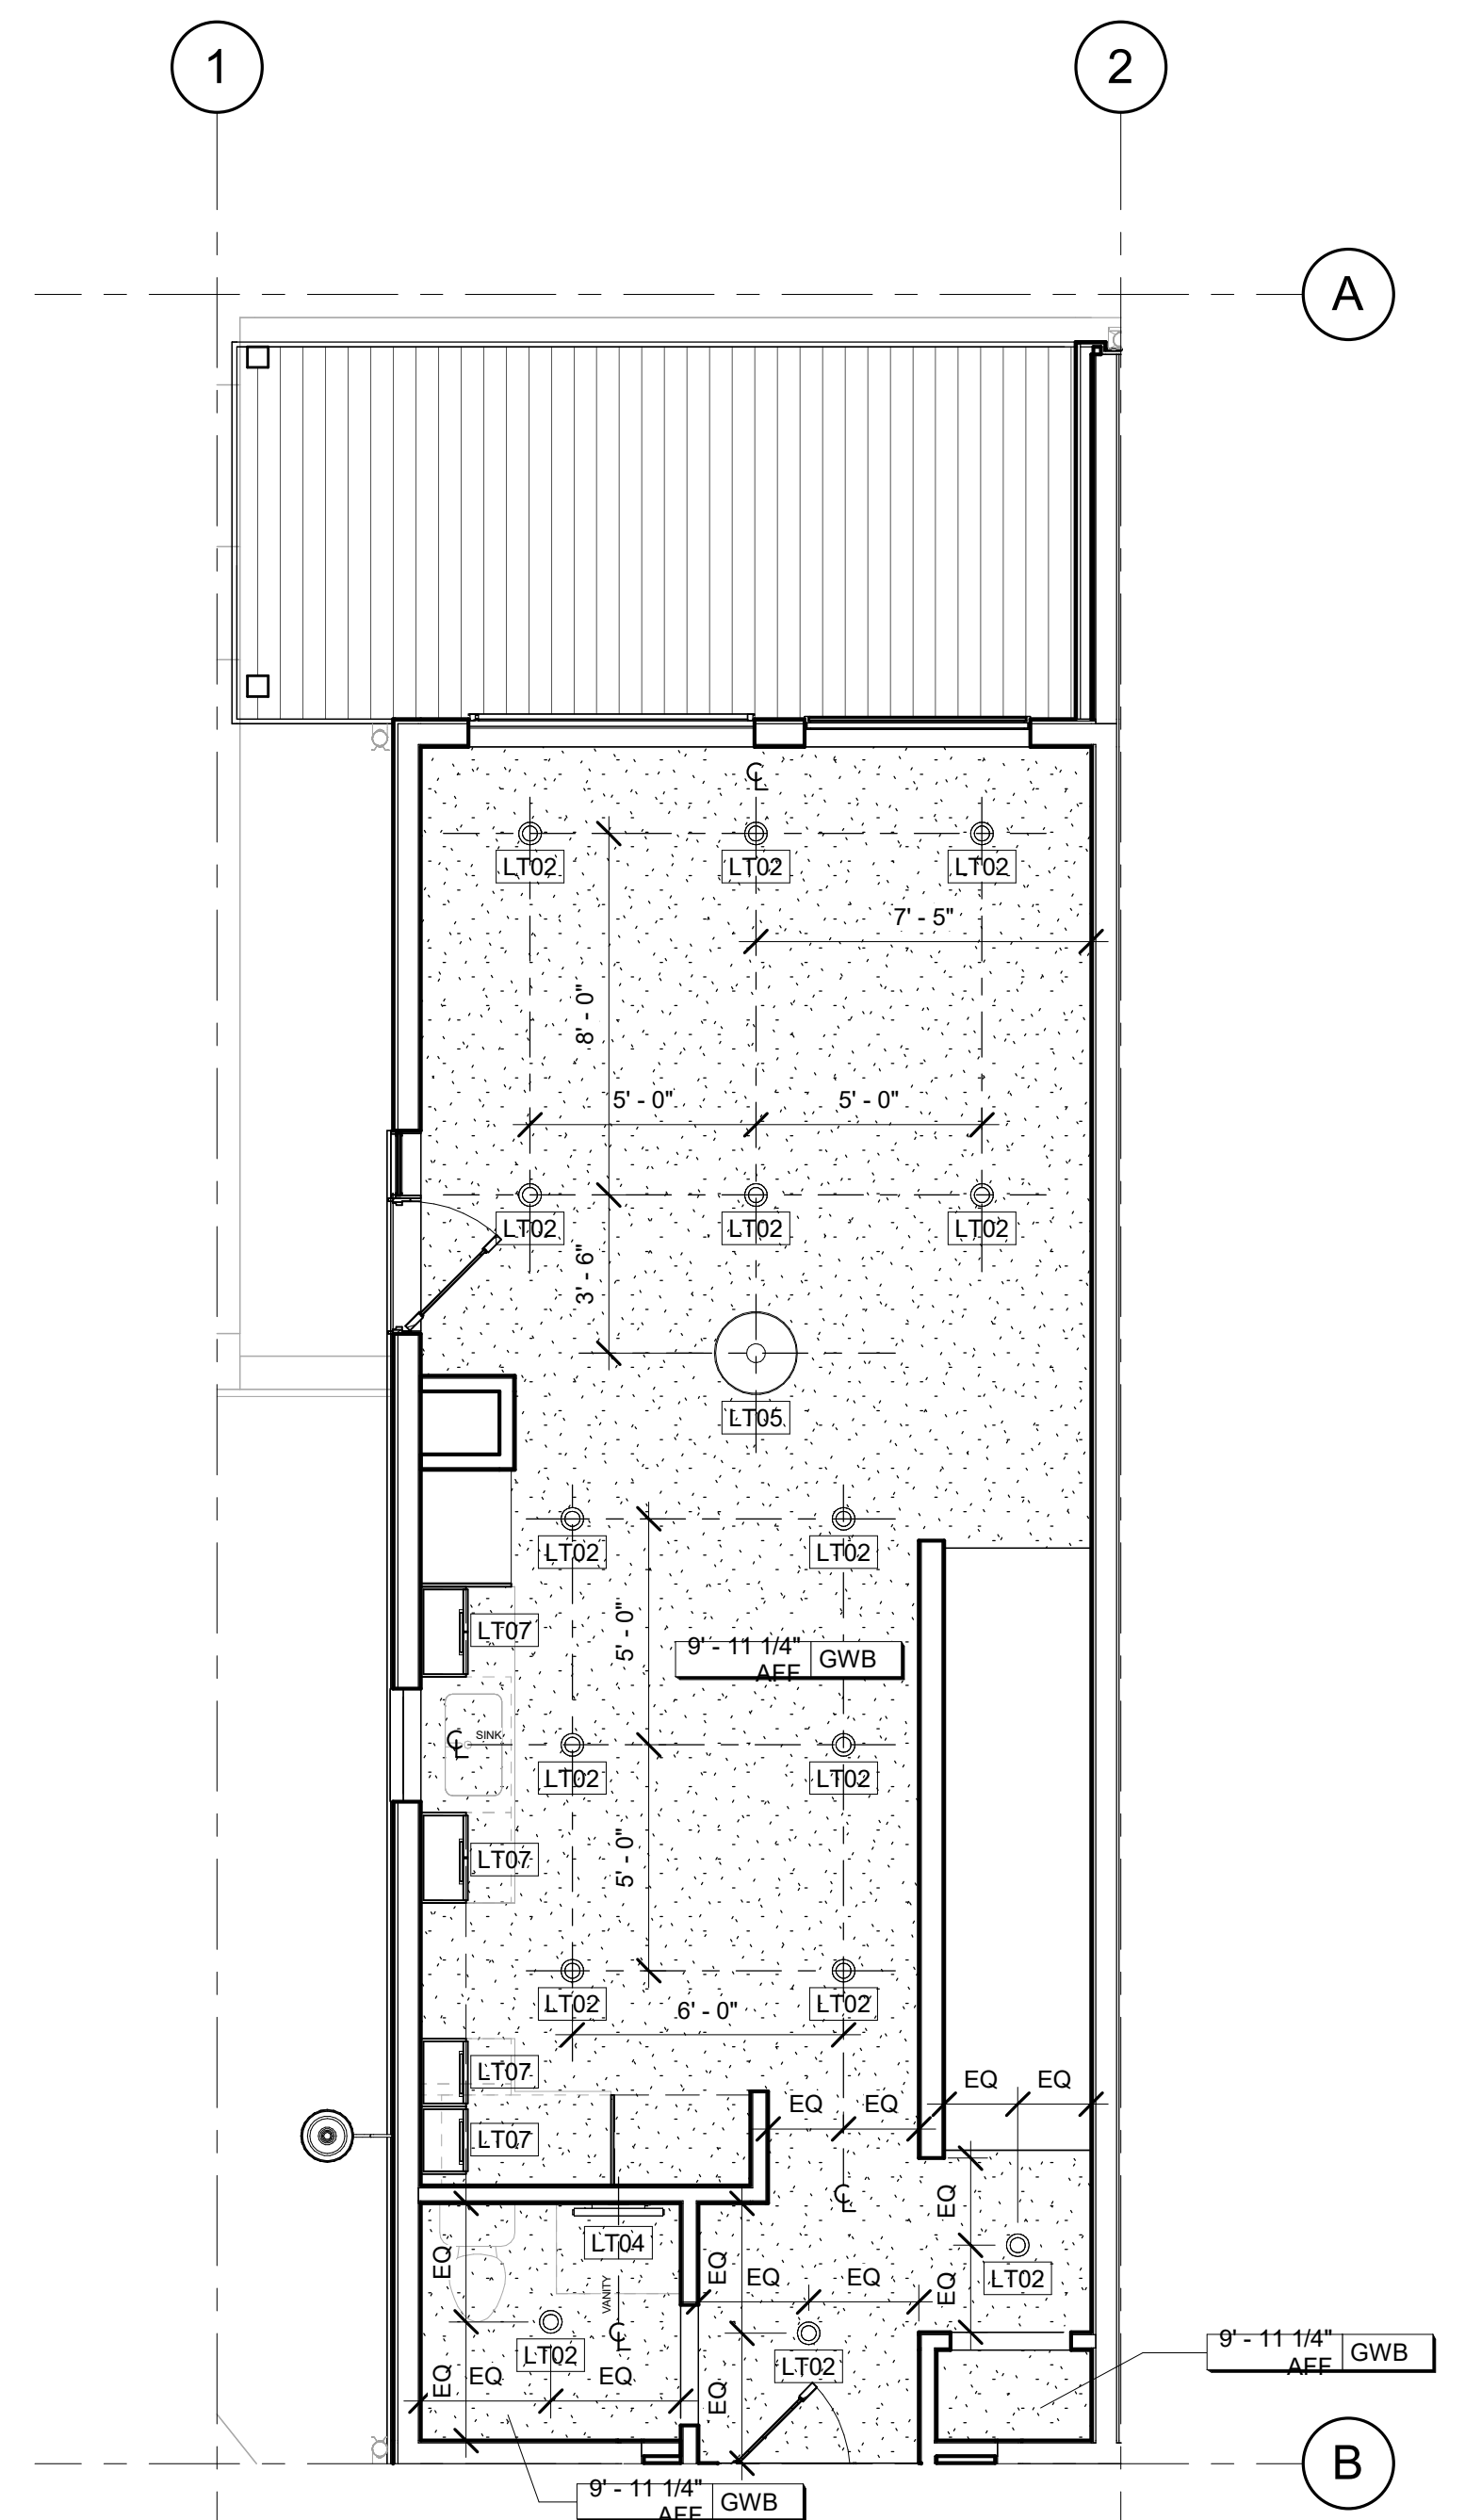 1
2
A
℄
LT02 LT02 LT02
7' - 5"
8' - 0"
5' - 0" 5' - 0"
LT02 LT02 LT02
3' - 6"
LT05
LT02 LT02
LT07
5' - 0"
9' - 11 1/4"
AFF
GWB
SINK
℄
LT02 LT02
LT07
5' - 0"
LT02 LT02
6' - 0"
LT07
EQ EQ
EQ EQ
LT07
℄
EQ
LT04
EQ
EQ
EQ EQ
EQ
LT02
VANITY
℄
LT02
LT02
EQ
EQ EQ
EQ
9' - 11 1/4"
AFF
GWB
B
9' - 11 1/4"
AFF
GWB